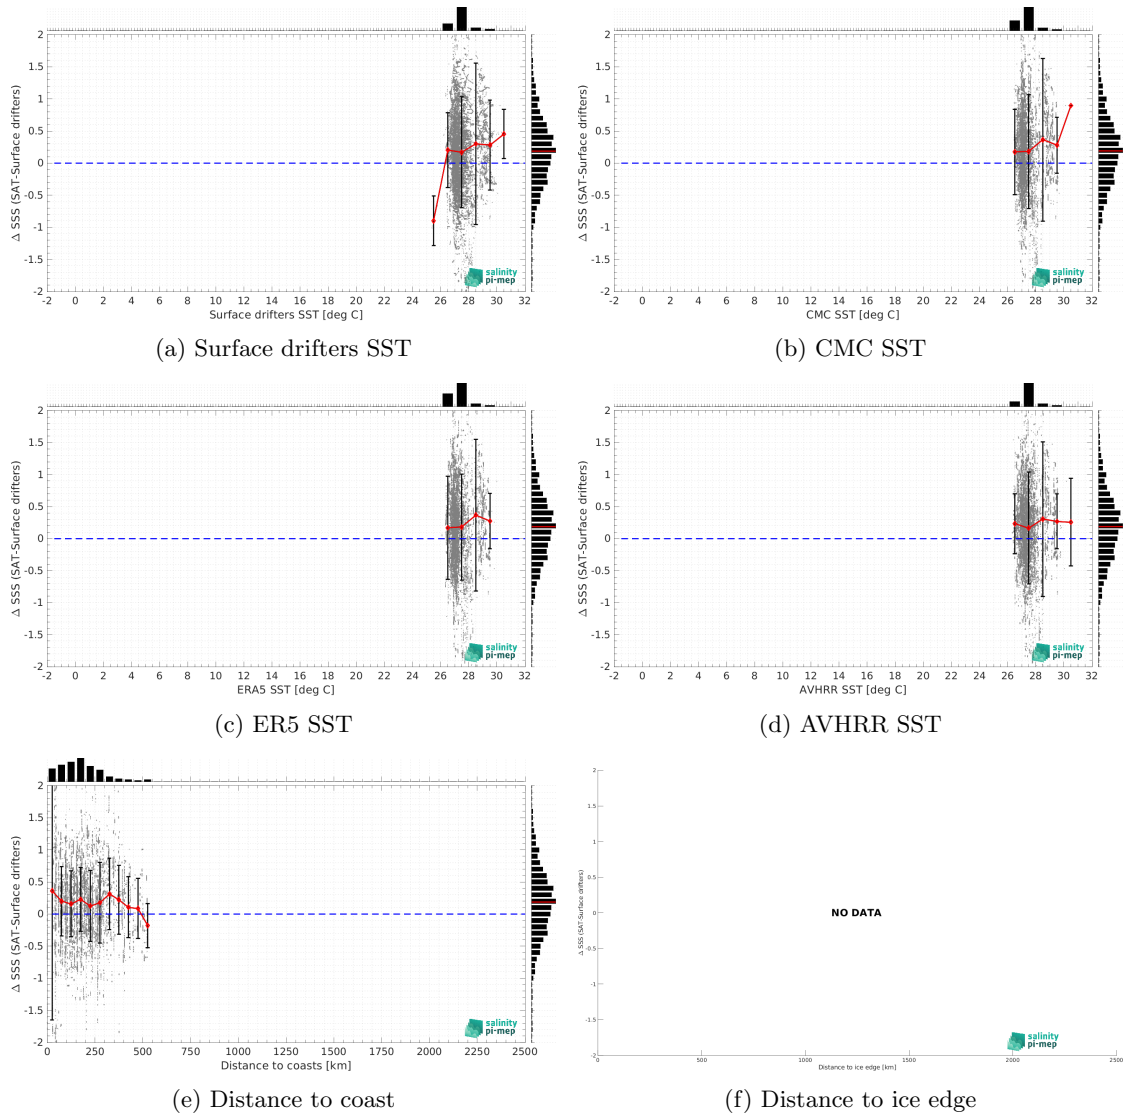 2
1.5
1
0.5
0
-0.5
-1
-1.5
-2
Δ SSS (SAT-Surface drifters)
salinity
pi-mep
-2 0 2 4 6 8 10 12 14 16 18 20 22 24 26 28 30 32
Surface drifters SST [deg C]
(a) Surface drifters SST
2
1.5
1
0.5
0
-0.5
-1
-1.5
-2
Δ SSS (SAT-Surface drifters)
salinity
pi-mep
-2 0 2 4 6 8 10 12 14 16 18 20 22 24 26 28 30 32
CMC SST [deg C]
(b) CMC SST
2
1.5
1
0.5
0
-0.5
-1
-1.5
-2
Δ SSS (SAT-Surface drifters)
salinity
pi-mep
-2 0 2 4 6 8 10 12 14 16 18 20 22 24 26 28 30 32
ERA5 SST [deg C]
(c) ER5 SST
2
1.5
1
0.5
0
-0.5
-1
-1.5
-2
Δ SSS (SAT-Surface drifters)
salinity
pi-mep
-2 0 2 4 6 8 10 12 14 16 18 20 22 24 26 28 30 32
AVHRR SST [deg C]
(d) AVHRR SST
2
1.5
1
0.5
0
-0.5
-1
-1.5
-2
Δ SSS (SAT-Surface drifters)
salinity
pi-mep
0 250 500 750 1000 1250 1500 1750 2000 2250 2500
Distance to coasts [km]
(e) Distance to coast
2
1.5
1
0.5
0
-0.5
-1
-1.5
-2
Δ SSS (SAT-Surface drifters)
NO DATA
salinity
pi-mep
0 500 1000 1500 2000 2500
Distance to ice edge [km]
(f) Distance to ice edge